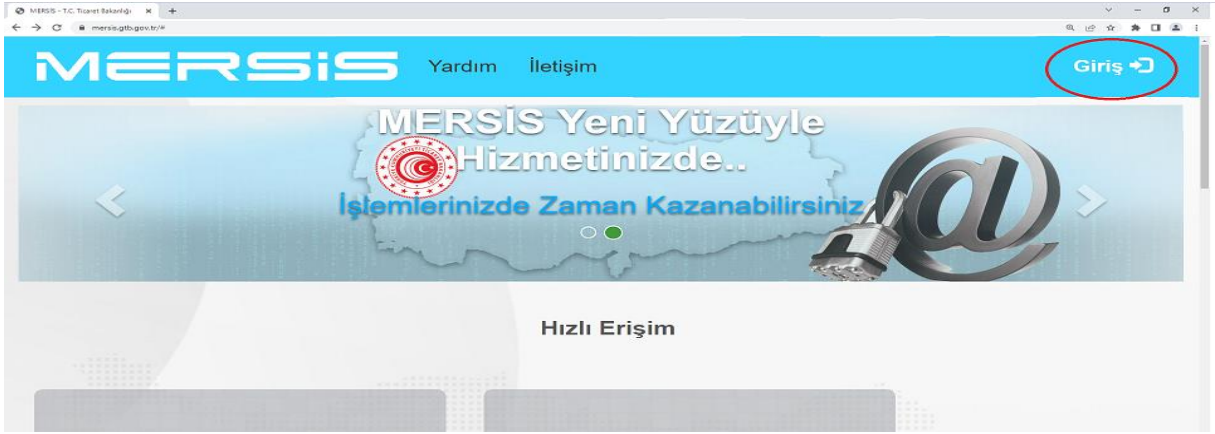 MERSİS - T.C. Ticaret Bakanlığı
mersis.gtb.gov.tr/#
MERSiS
Yardım
İletişim
Giriş
MERSİS Yeni Yüzüyle
Hizmetinizde..
İşlemlerinizde Zaman Kazanabilirsiniz
Hızlı Erişim